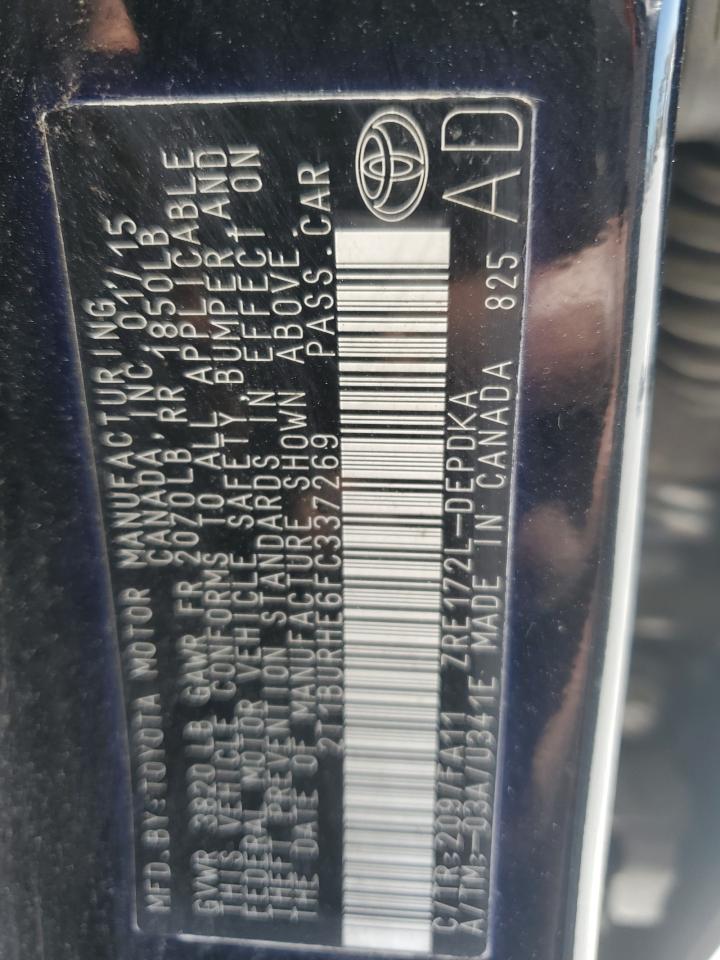 MFD.BY:TOYOTA MOTOR MANUFACTURING,
CANADA, INC 01/15
GVWR 3820LB GAWR FR 2070LB RR 1850LB
THIS VEHICLE CONFORMS TO ALL APPLICABLE
FEDERAL MOTOR VEHICLE SAFETY, BUMPER AND
THEFT PREVENTION STANDARDS IN EFFECT ON
THE DATE OF MANUFACTURE SHOWN ABOVE.
2T1BURHE6FC337269 PASS.CAR
C/TR:209/FA11 ZRE172L-DEPDKA
A/TM:-03A/U341E MADE IN CANADA 825
AD